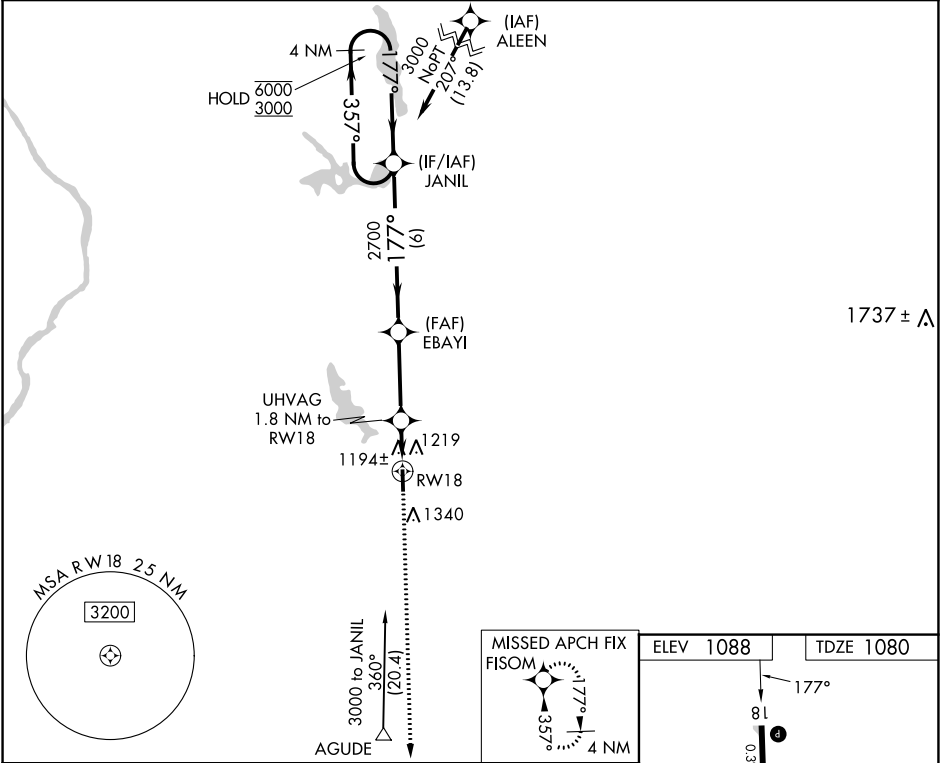 (IAF)
ALEEN
4 NM
HOLD
6000
3000
177°
357°
3000
NoPT
207°
(13.8)
(IF/IAF)
JANIL
2700
177°
(6)
(FAF)
EBAYI
1737 ±
UHVAG
1.8 NM to
RW18
1219
1194±
RW18
1340
MSA RW18 25 NM
3200
3000 to JANIL
360°
(20.4)
AGUDE
MISSED APCH FIX
FISOM
177°
357°
4 NM
ELEV 1088
TDZE 1080
177°
18
P